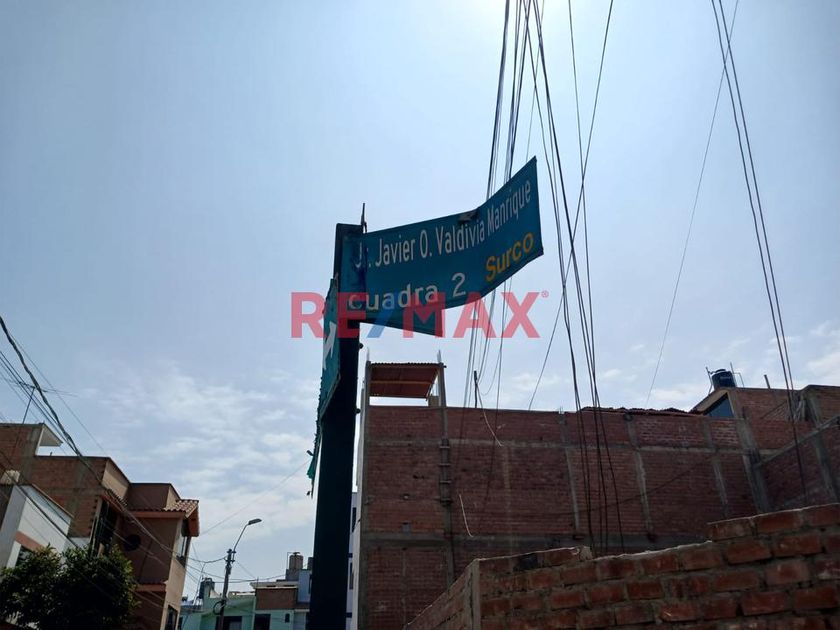 Jr. Javier O. Valdivia Manrique
cuadra 2 Surco
RE/MAX®